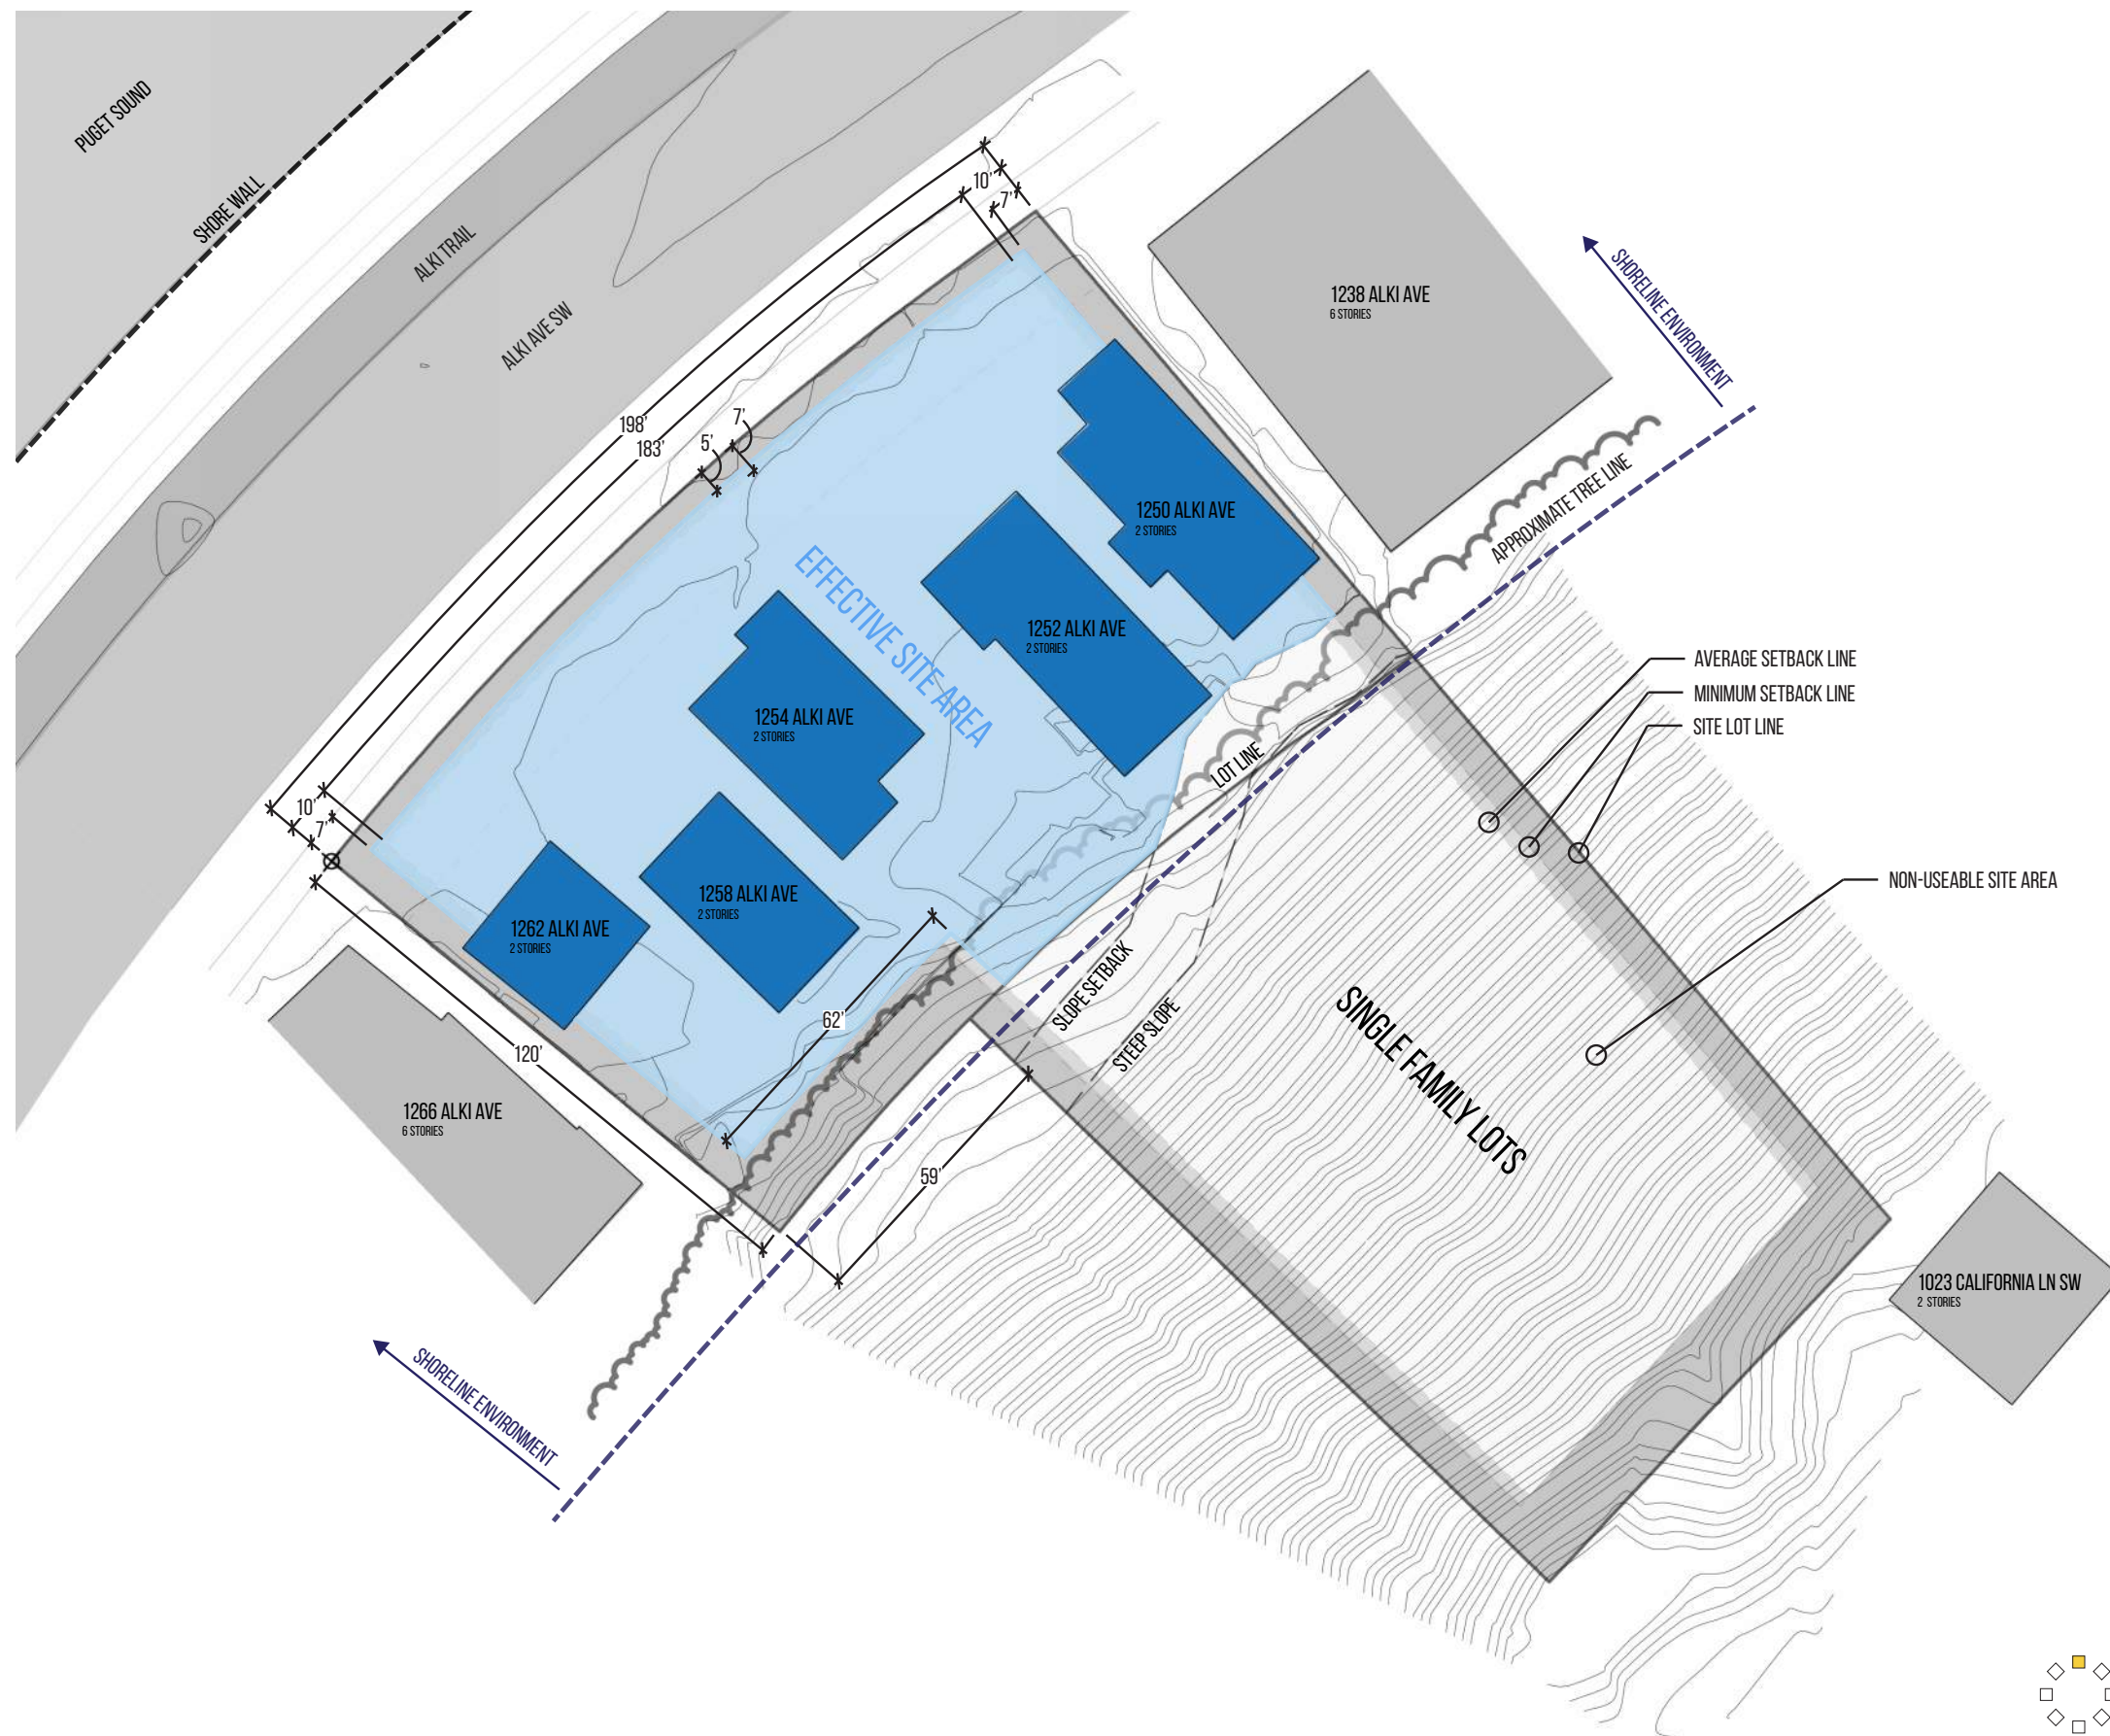 PUGET SOUND
SHORE WALL
ALKI TRAIL
ALKI AVE SW
10'
7'
198'
183'
7'
5'
1238 ALKI AVE
6 STORIES
SHORELINE ENVIRONMENT
APPROXIMATE TREE LINE
1250 ALKI AVE
2 STORIES
EFFECTIVE SITE AREA
1252 ALKI AVE
2 STORIES
1254 ALKI AVE
2 STORIES
AVERAGE SETBACK LINE
MINIMUM SETBACK LINE
SITE LOT LINE
LOT LINE
10'
7'
1258 ALKI AVE
2 STORIES
1262 ALKI AVE
2 STORIES
NON-USEABLE SITE AREA
62'
120'
SLOPE SETBACK
STEEP SLOPE
SINGLE FAMILY LOTS
1266 ALKI AVE
6 STORIES
59'
1023 CALIFORNIA LN SW
2 STORIES
SHORELINE ENVIRONMENT